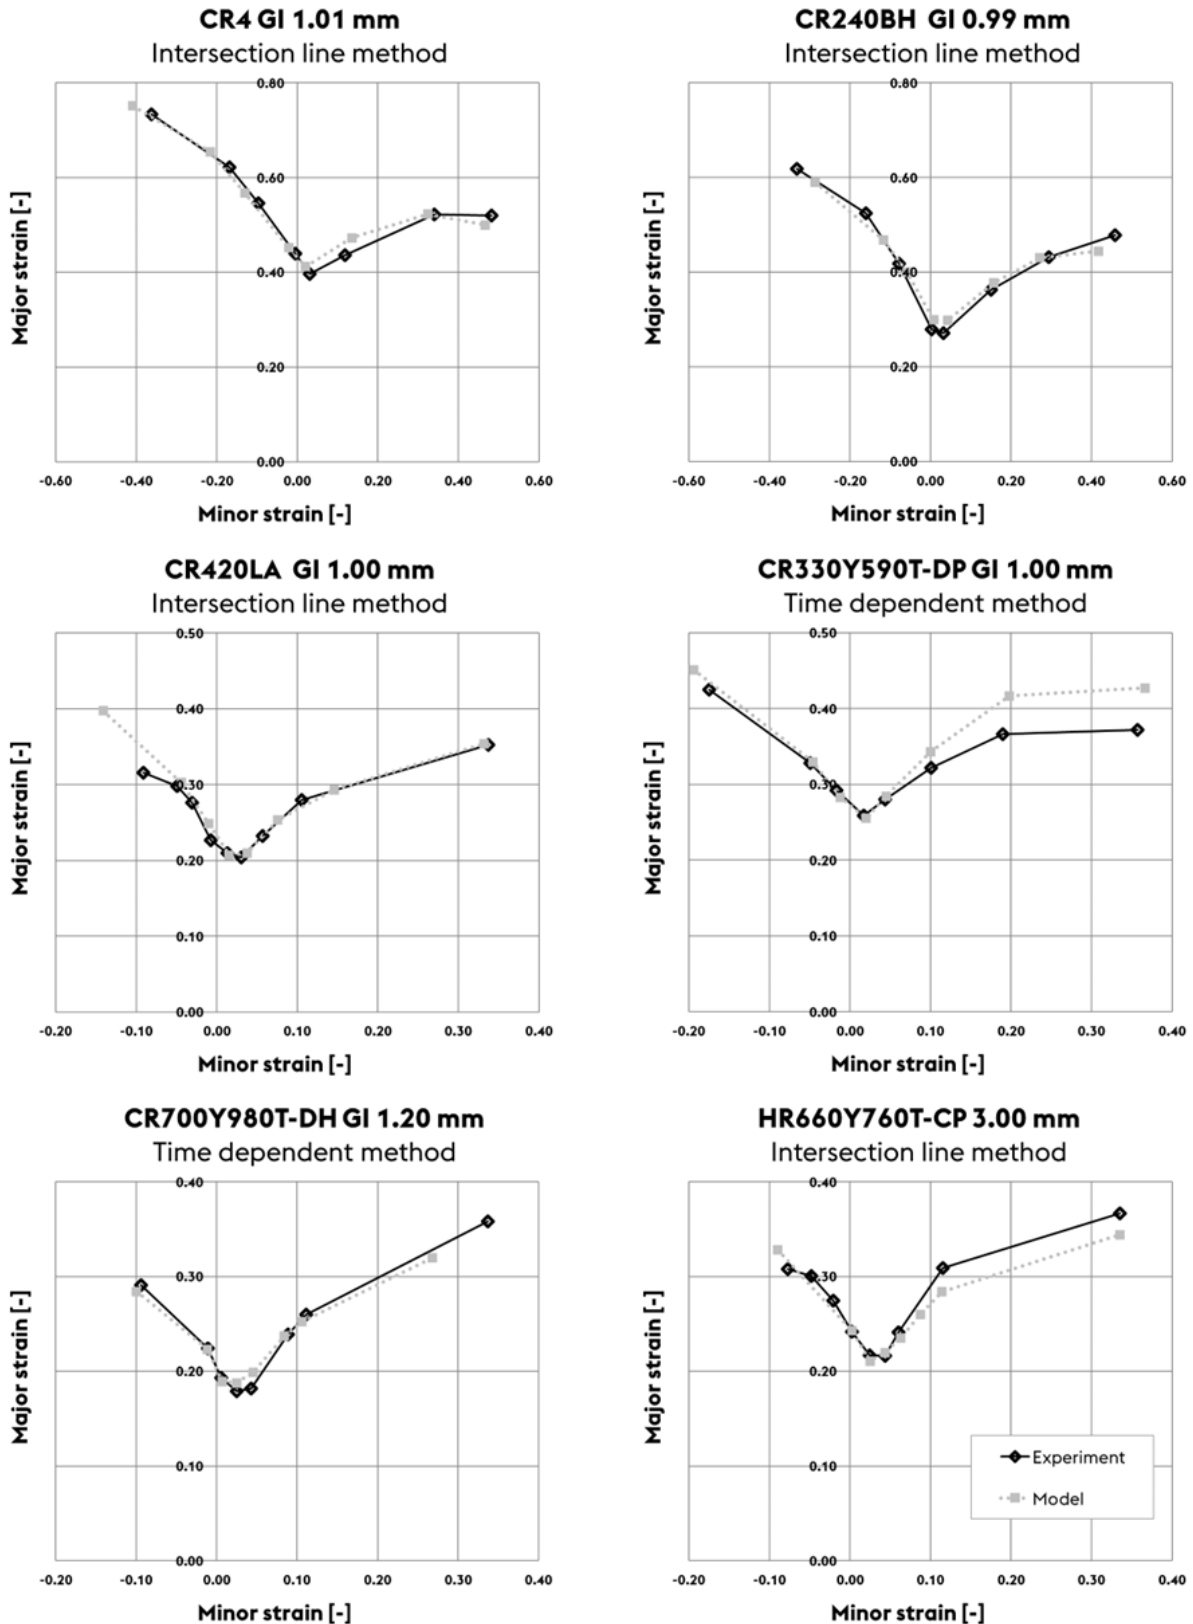 CR4 GI 1.01 mm
Intersection line method
0.80
0.60
0.40
0.20
0.00
-0.60 -0.40 -0.20 0.00 0.20 0.40 0.60
Major strain [-]
Minor strain [-]
CR240BH GI 0.99 mm
Intersection line method
0.80
0.60
0.40
0.20
0.00
-0.60 -0.40 -0.20 0.00 0.20 0.40 0.60
Major strain [-]
Minor strain [-]
CR420LA GI 1.00 mm
Intersection line method
0.50
0.40
0.30
0.20
0.10
0.00
-0.20 -0.10 0.00 0.10 0.20 0.30 0.40
Major strain [-]
Minor strain [-]
CR330Y590T-DP GI 1.00 mm
Time dependent method
0.50
0.40
0.30
0.20
0.10
0.00
-0.20 -0.10 0.00 0.10 0.20 0.30 0.40
Major strain [-]
Minor strain [-]
CR700Y980T-DH GI 1.20 mm
Time dependent method
0.40
0.30
0.20
0.10
0.00
-0.20 -0.10 0.00 0.10 0.20 0.30 0.40
Major strain [-]
Minor strain [-]
HR660Y760T-CP 3.00 mm
Intersection line method
0.40
0.30
0.20
0.10
0.00
-0.20 -0.10 0.00 0.10 0.20 0.30 0.40
Major strain [-]
Minor strain [-]
Experiment
Model